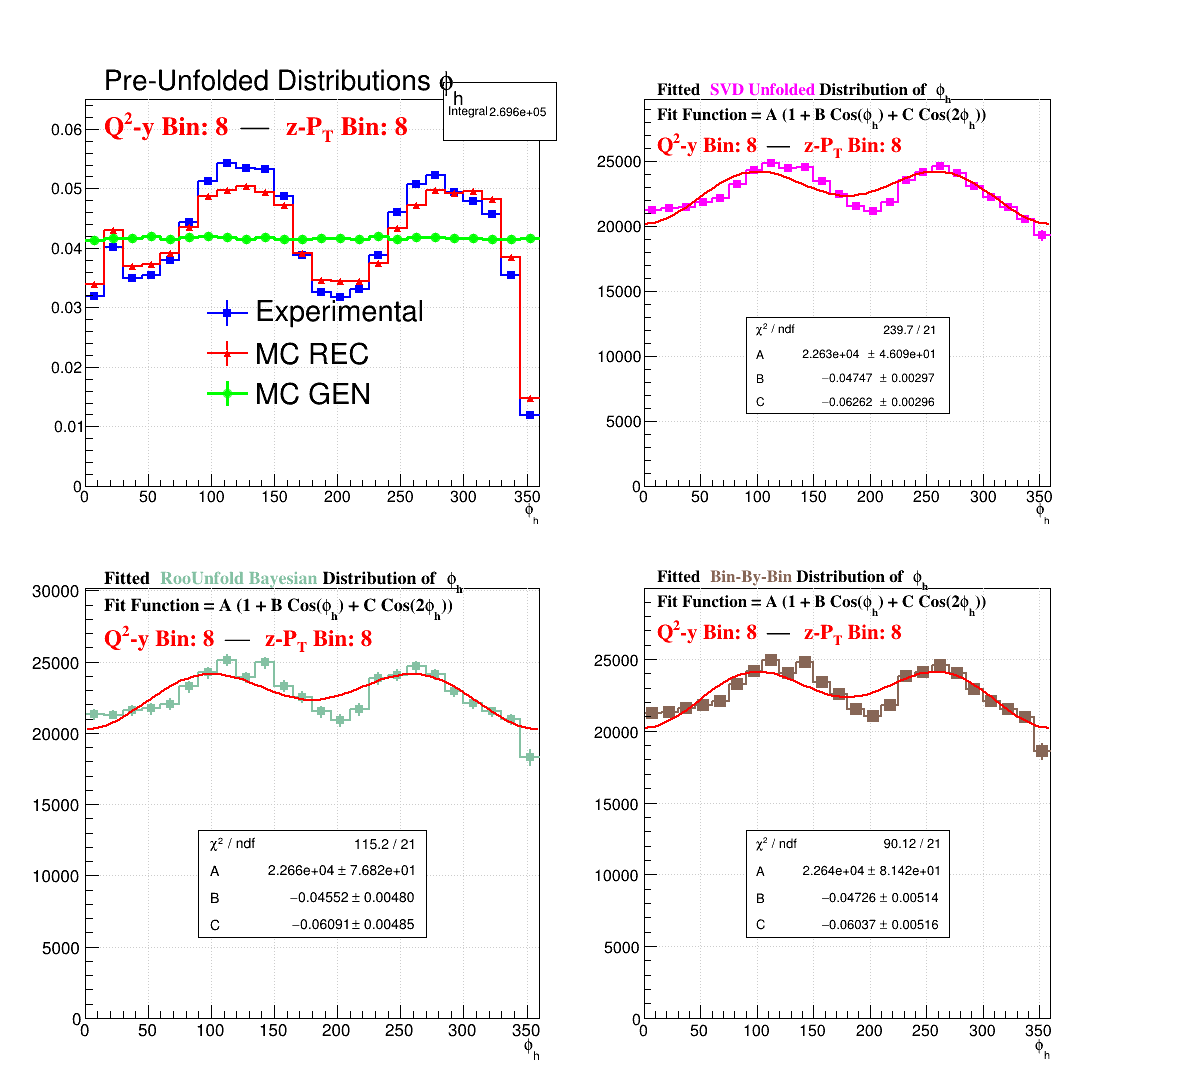 Pre-Unfolded Distributions ϕh
Integral 2.696e+05
Q²-y Bin: 8 — z-PT Bin: 8
0.06
0.05
0.04
0.03
0.02
0.01
0
Experimental
MC REC
MC GEN
0 50 100 150 200 250 300 350
ϕh
Fitted SVD Unfolded Distribution of ϕh
Fit Function = A (1 + B Cos(ϕh) + C Cos(2ϕh))
Q²-y Bin: 8 — z-PT Bin: 8
25000
20000
15000
10000
5000
0
χ² / ndf 239.7 / 21
A 2.263e+04 ± 4.609e+01
B −0.04747 ± 0.00297
C −0.06262 ± 0.00296
0 50 100 150 200 250 300 350
ϕh
Fitted RooUnfold Bayesian Distribution of ϕh
Fit Function = A (1 + B Cos(ϕh) + C Cos(2ϕh))
Q²-y Bin: 8 — z-PT Bin: 8
30000
25000
20000
15000
10000
5000
0
χ² / ndf 115.2 / 21
A 2.266e+04 ± 7.682e+01
B −0.04552 ± 0.00480
C −0.06091 ± 0.00485
0 50 100 150 200 250 300 350
ϕh
Fitted Bin-By-Bin Distribution of ϕh
Fit Function = A (1 + B Cos(ϕh) + C Cos(2ϕh))
Q²-y Bin: 8 — z-PT Bin: 8
25000
20000
15000
10000
5000
0
χ² / ndf 90.12 / 21
A 2.264e+04 ± 8.142e+01
B −0.04726 ± 0.00514
C −0.06037 ± 0.00516
0 50 100 150 200 250 300 350
ϕh